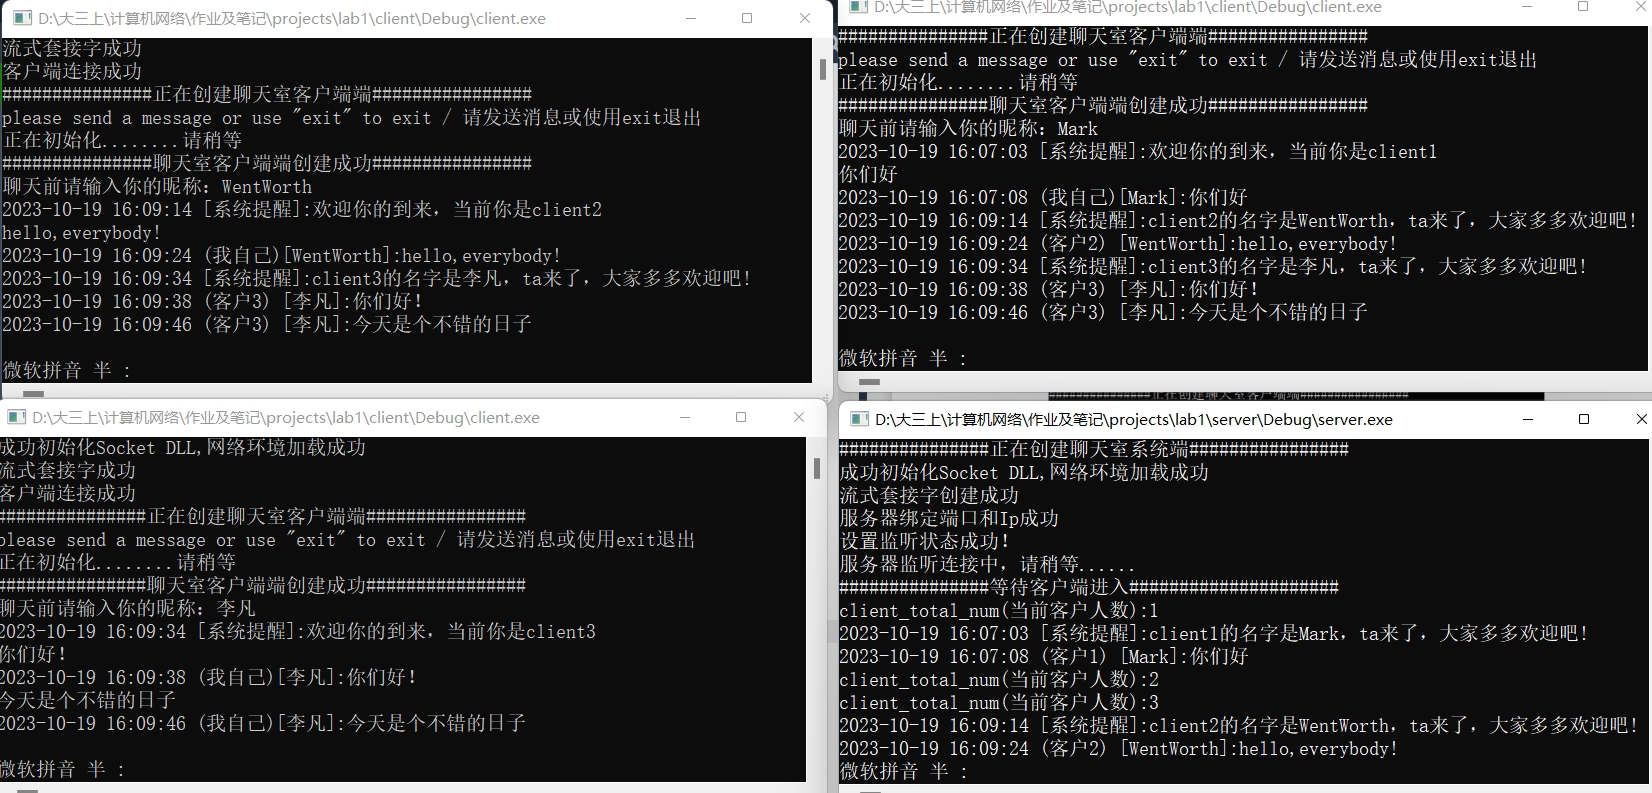 D:\大三上\计算机网络\作业及笔记\projects\lab1\client\Debug\client.exe
流式套接字成功
客户端连接成功
###############正在创建聊天室客户端端################
please send a message or use "exit" to exit / 请发送消息或使用exit退出
正在初始化........请稍等
###############聊天室客户端端创建成功################
聊天前请输入你的昵称：WentWorth
2023-10-19 16:09:14 [系统提醒]:欢迎你的到来，当前你是client2
hello,everybody!
2023-10-19 16:09:24 (我自己)[WentWorth]:hello,everybody!
2023-10-19 16:09:34 [系统提醒]:client3的名字是李凡，ta来了，大家多多欢迎吧!
2023-10-19 16:09:38 (客户3) [李凡]:你们好!
2023-10-19 16:09:46 (客户3) [李凡]:今天是个不错的日子
微软拼音 半 :
D:\大三上\计算机网络\作业及笔记\projects\lab1\client\Debug\client.exe
###############正在创建聊天室客户端端################
please send a message or use "exit" to exit / 请发送消息或使用exit退出
正在初始化........请稍等
###############聊天室客户端端创建成功################
聊天前请输入你的昵称：Mark
2023-10-19 16:07:03 [系统提醒]:欢迎你的到来，当前你是client1
你们好
2023-10-19 16:07:08 (我自己)[Mark]:你们好
2023-10-19 16:09:14 [系统提醒]:client2的名字是WentWorth，ta来了，大家多多欢迎吧!
2023-10-19 16:09:24 (客户2) [WentWorth]:hello,everybody!
2023-10-19 16:09:34 [系统提醒]:client3的名字是李凡，ta来了，大家多多欢迎吧!
2023-10-19 16:09:38 (客户3) [李凡]:你们好!
2023-10-19 16:09:46 (客户3) [李凡]:今天是个不错的日子
微软拼音 半 :
D:\大三上\计算机网络\作业及笔记\projects\lab1\client\Debug\client.exe
成功初始化Socket DLL,网络环境加载成功
流式套接字成功
客户端连接成功
###############正在创建聊天室客户端端################
please send a message or use "exit" to exit / 请发送消息或使用exit退出
正在初始化........请稍等
###############聊天室客户端端创建成功################
聊天前请输入你的昵称：李凡
2023-10-19 16:09:34 [系统提醒]:欢迎你的到来，当前你是client3
你们好!
2023-10-19 16:09:38 (我自己)[李凡]:你们好!
今天是个不错的日子
2023-10-19 16:09:46 (我自己)[李凡]:今天是个不错的日子
微软拼音 半 :
###############正在创建聊天室客户端端################
D:\大三上\计算机网络\作业及笔记\projects\lab1\server\Debug\server.exe
###############正在创建聊天室系统端################
成功初始化Socket DLL,网络环境加载成功
流式套接字创建成功
服务器绑定端口和Ip成功
设置监听状态成功!
服务器监听连接中，请稍等......
###############等待客户端进入#####################
client_total_num(当前客户人数):1
2023-10-19 16:07:03 [系统提醒]:client1的名字是Mark，ta来了，大家多多欢迎吧!
2023-10-19 16:07:08 (客户1) [Mark]:你们好
client_total_num(当前客户人数):2
client_total_num(当前客户人数):3
2023-10-19 16:09:14 [系统提醒]:client2的名字是WentWorth，ta来了，大家多多欢迎吧!
2023-10-19 16:09:24 (客户2) [WentWorth]:hello,everybody!
微软拼音 半 :